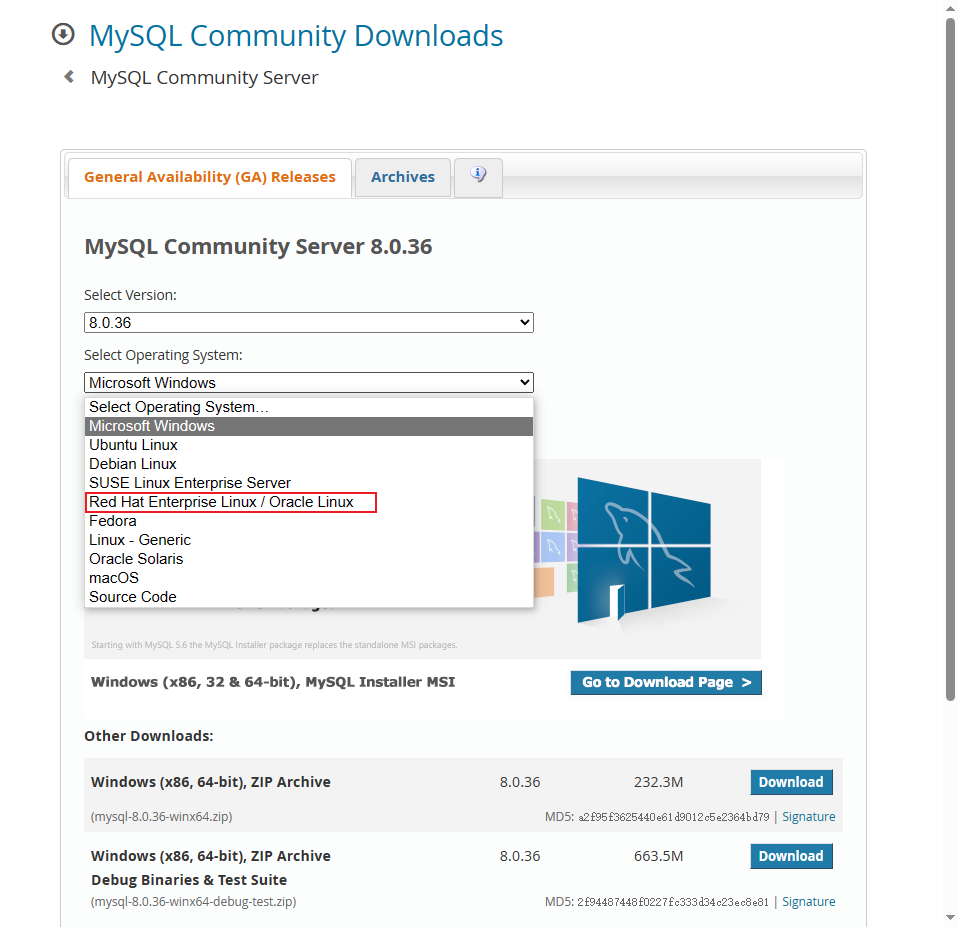 MySQL Community Downloads
MySQL Community Server
General Availability (GA) Releases
Archives
MySQL Community Server 8.0.36
Select Version:
8.0.36
Select Operating System:
Microsoft Windows
Select Operating System…
Microsoft Windows
Ubuntu Linux
Debian Linux
SUSE Linux Enterprise Server
Red Hat Enterprise Linux / Oracle Linux
Fedora
Linux - Generic
Oracle Solaris
macOS
Source Code
Starting with MySQL 5.6 the MySQL Installer package replaces the standalone MSI packages.
Windows (x86, 32 & 64-bit), MySQL Installer MSI
Go to Download Page >
Other Downloads:
Windows (x86, 64-bit), ZIP Archive 8.0.36 232.3M Download
(mysql-8.0.36-winx64.zip) MD5: a2f95f3625440e61d9012c5e2364bd79 | Signature
Windows (x86, 64-bit), ZIP Archive 8.0.36 663.5M Download
Debug Binaries & Test Suite
(mysql-8.0.36-winx64-debug-test.zip) MD5: 2f94487448f0227fc333d34c23ec8e81 | Signature